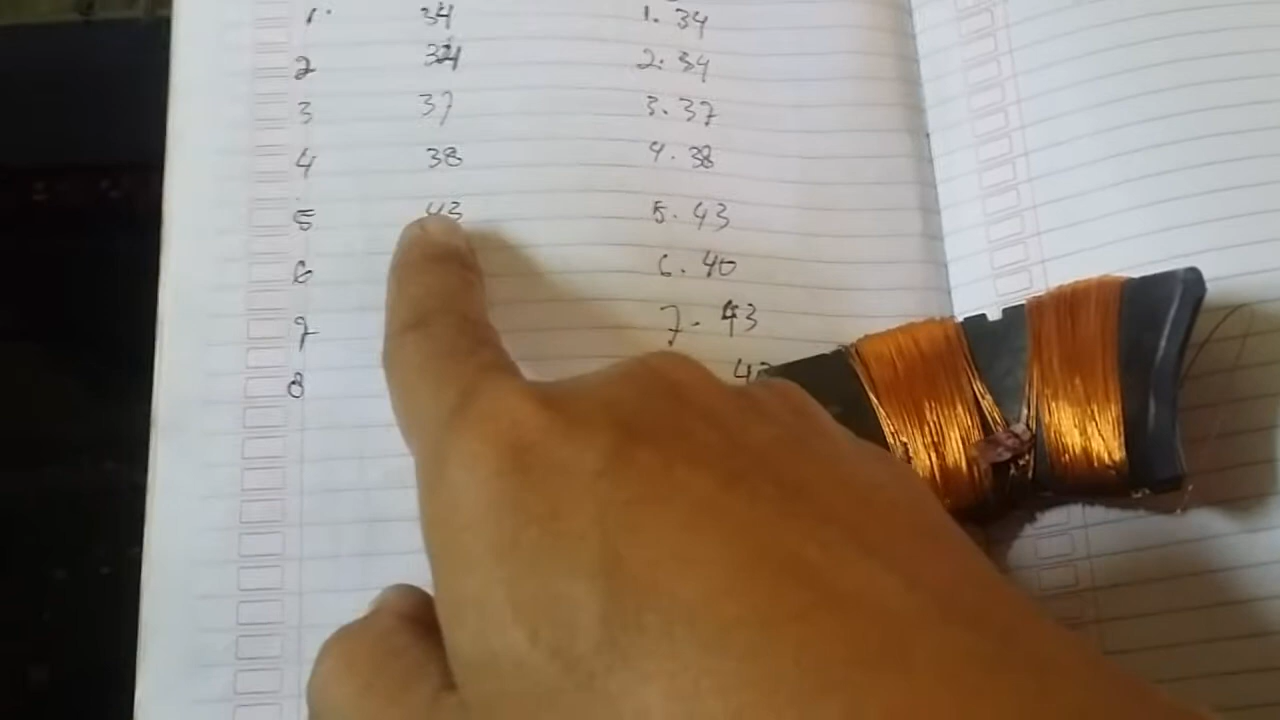 1. 34 1. 34
2 34 2. 34
3 37 3. 37
4 38 4. 38
5 43 5. 43
6 6. 40
7 7. 43
8